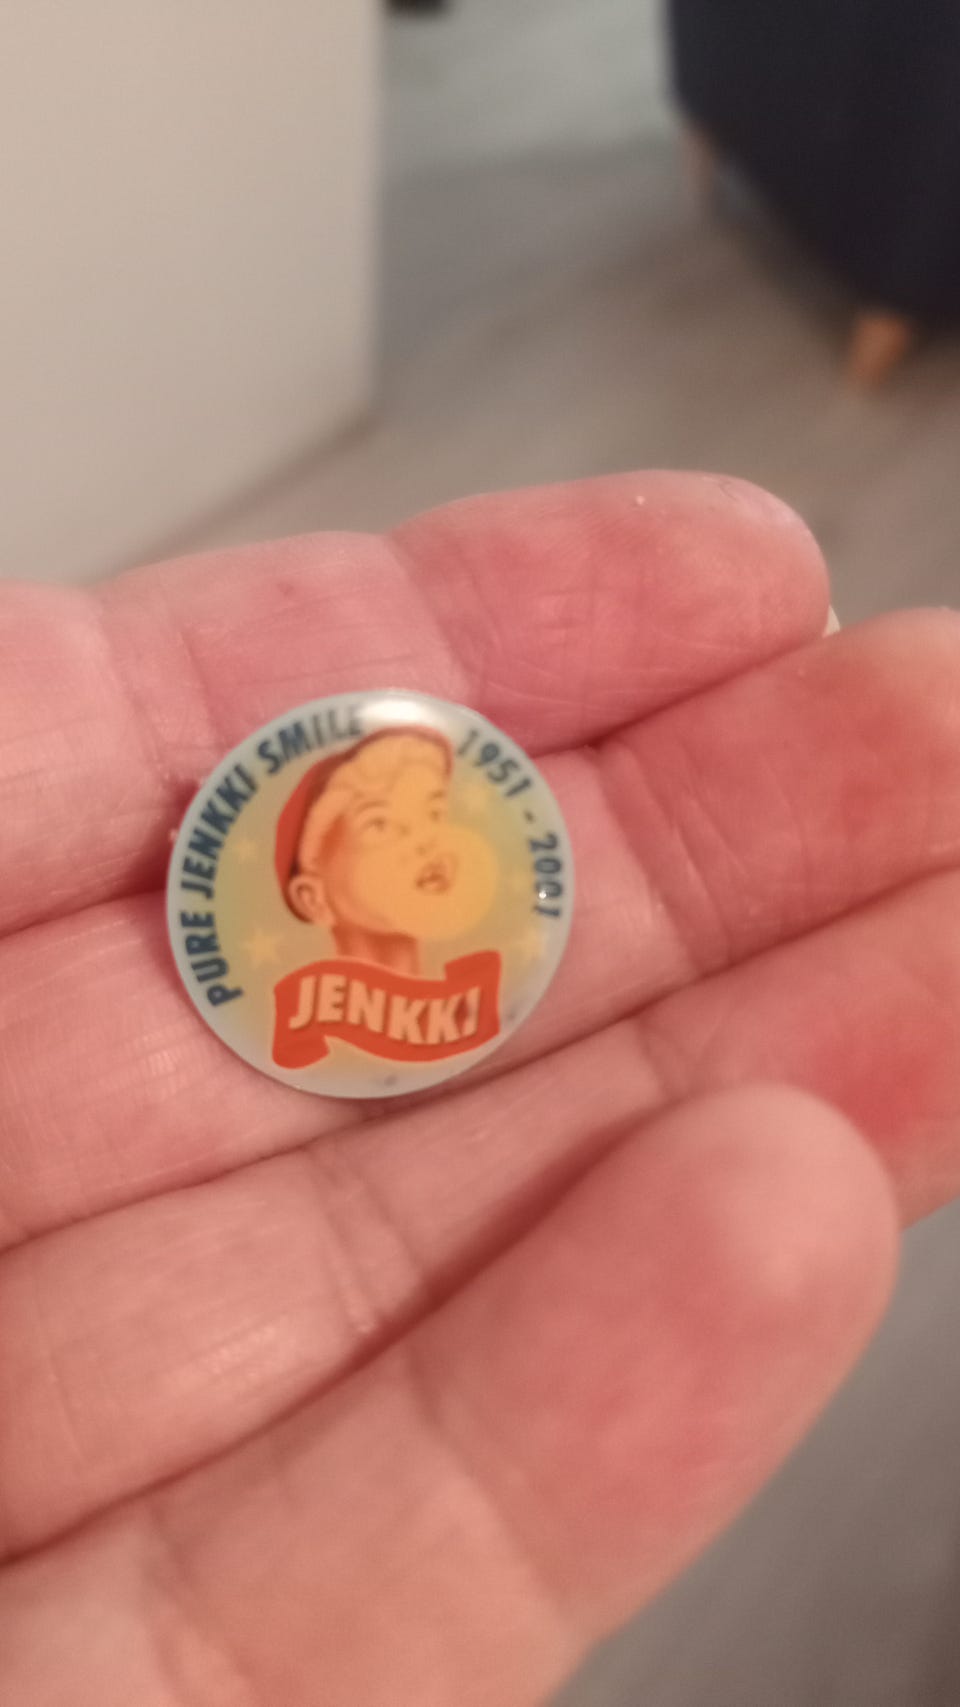 PURE JENKKI SMILE
1951 - 2001
JENKKI